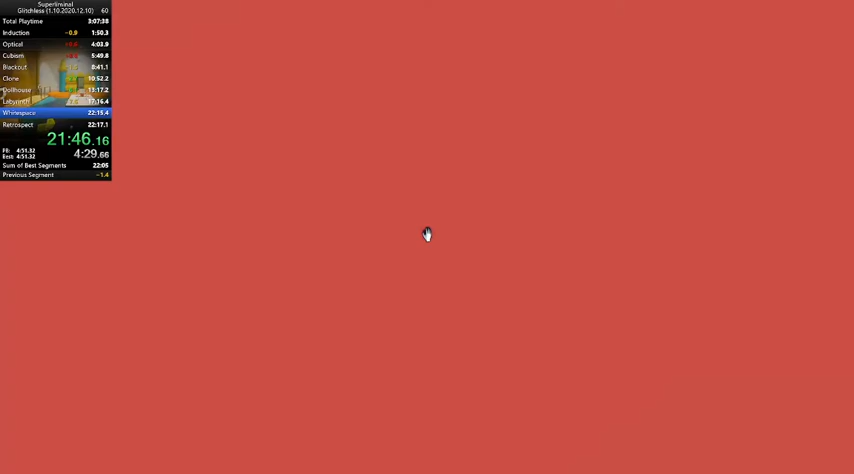 Superliminal
Glitchless (1.10.2020.12.10) 60
Total Playtime 3:07:38
Induction −0.9 1:50.3
Optical 4:03.9
Cubism 5:49.8
Blackout 8:41.1
Clone 10:52.2
Dollhouse 13:17.2
Labyrinth 17:16.4
Whitespace 22:15.4
Retrospect 22:17.1
21:46.16
PB: 4:51.32
Best: 4:51.32
4:29.66
Sum of Best Segments 22:05
Previous Segment −1.4